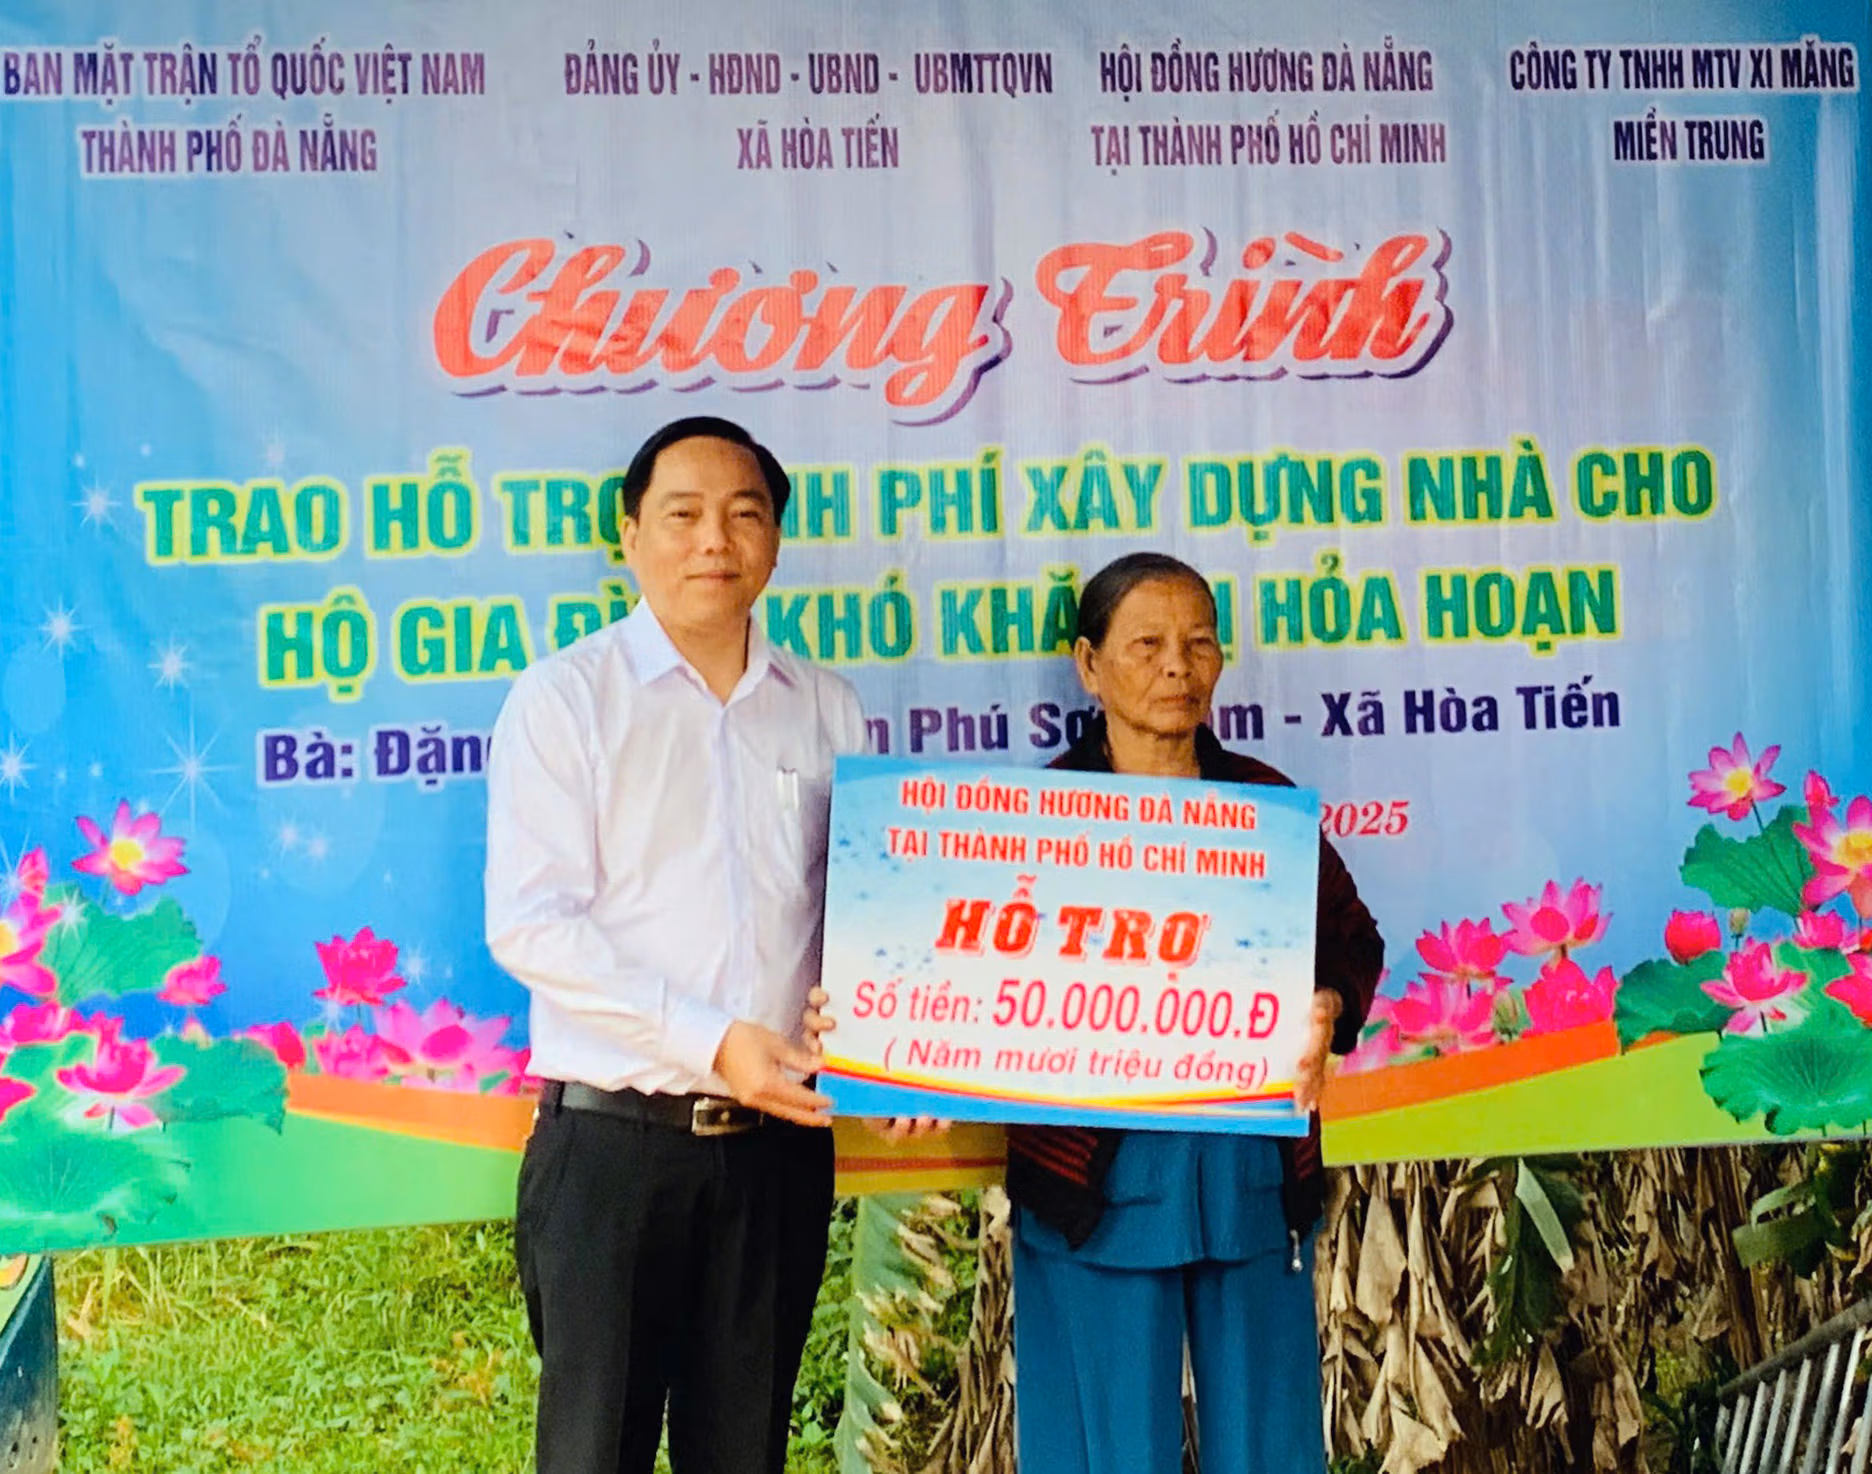 BAN MẶT TRẬN TỔ QUỐC VIỆT NAM
THÀNH PHỐ ĐÀ NẴNG
ĐẢNG ỦY - HĐND - UBND - UBMTTQVN
XÃ HÒA TIẾN
HỘI ĐỒNG HƯƠNG ĐÀ NẴNG
TẠI THÀNH PHỐ HỒ CHÍ MINH
CÔNG TY TNHH MTV XI MĂNG
MIỀN TRUNG
Chương Trình
TRAO HỖ TRỢ PHÍ XÂY DỰNG NHÀ CHO
HỘ GIA KHÓ KHĂN HỎA HOẠN
Bà: Đặng Phú Sơn - Xã Hòa Tiến
2025
HỘI ĐỒNG HƯƠNG ĐÀ NẴNG
TẠI THÀNH PHỐ HỒ CHÍ MINH
HỖ TRỢ
Số tiền: 50.000.000.Đ
( Năm mươi triệu đồng)